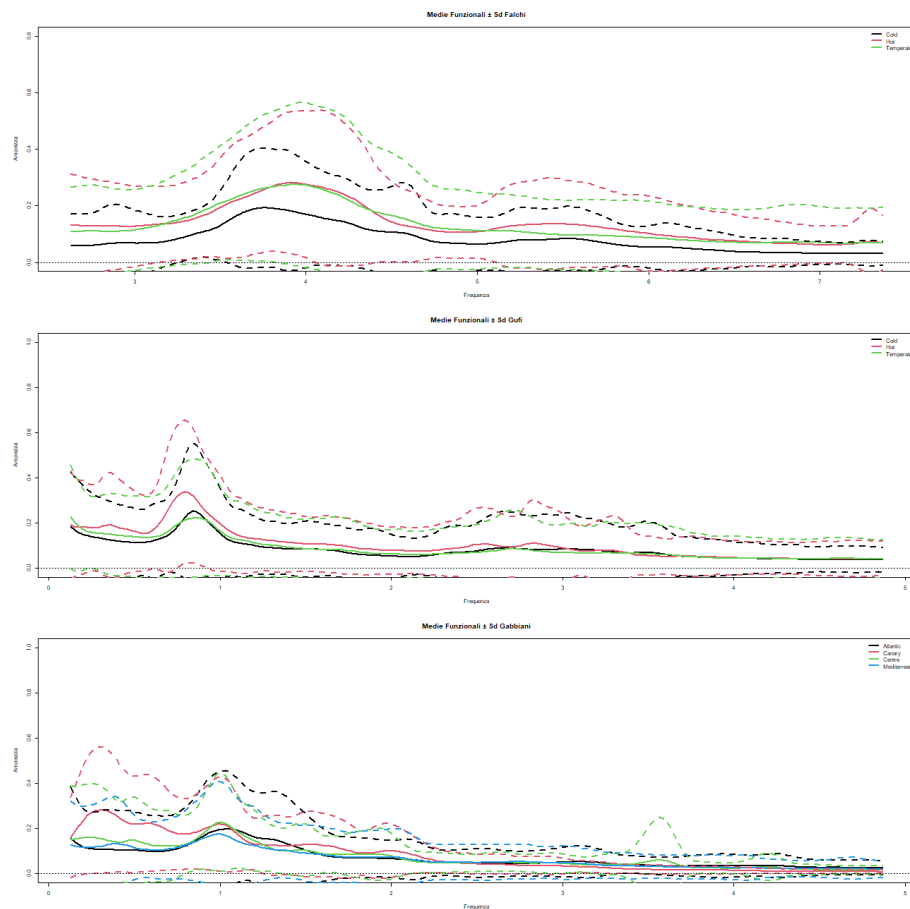 Medie Funzionali ± Sd Falchi
Cold
Hot
Temperate
Ampiezza
0.8
0.6
0.4
0.2
0.0
3 4 5 6 7
Frequenza
Medie Funzionali ± Sd Gufi
Cold
Hot
Temperate
Ampiezza
1.0
0.8
0.6
0.4
0.2
0.0
0 1 2 3 4 5
Frequenza
Medie Funzionali ± Sd Gabbiani
Atlantic
Canary
Centre
Mediterrean
Ampiezza
1.0
0.8
0.6
0.4
0.2
0.0
0 1 2 3 4 5
Frequenza